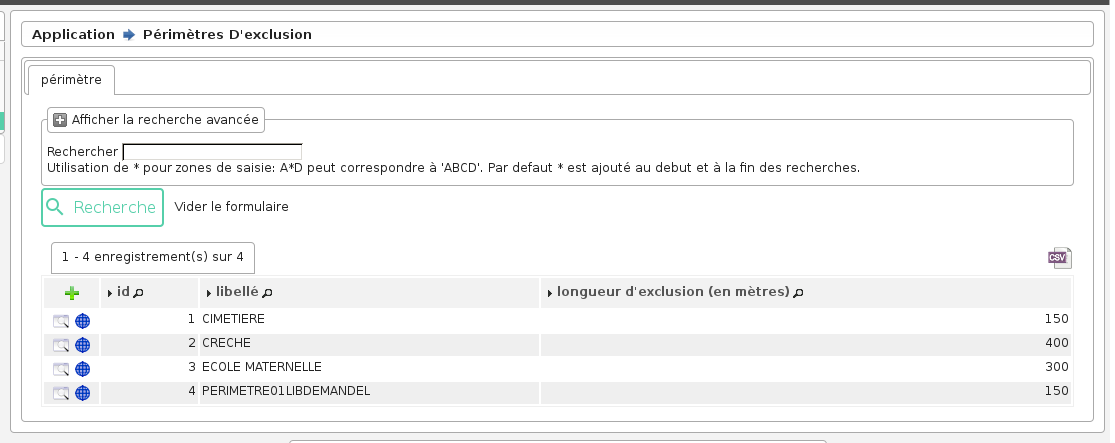 Application Périmètres D'exclusion
périmètre
Afficher la recherche avancée
Rechercher
Utilisation de * pour zones de saisie: A*D peut correspondre à 'ABCD'. Par defaut * est ajouté au debut et à la fin des recherches.
Recherche Vider le formulaire
1 - 4 enregistrement(s) sur 4
CSV
id libellé longueur d'exclusion (en mètres)
1 CIMETIERE 150
2 CRECHE 400
3 ECOLE MATERNELLE 300
4 PERIMETRE01LIBDEMANDEL 150